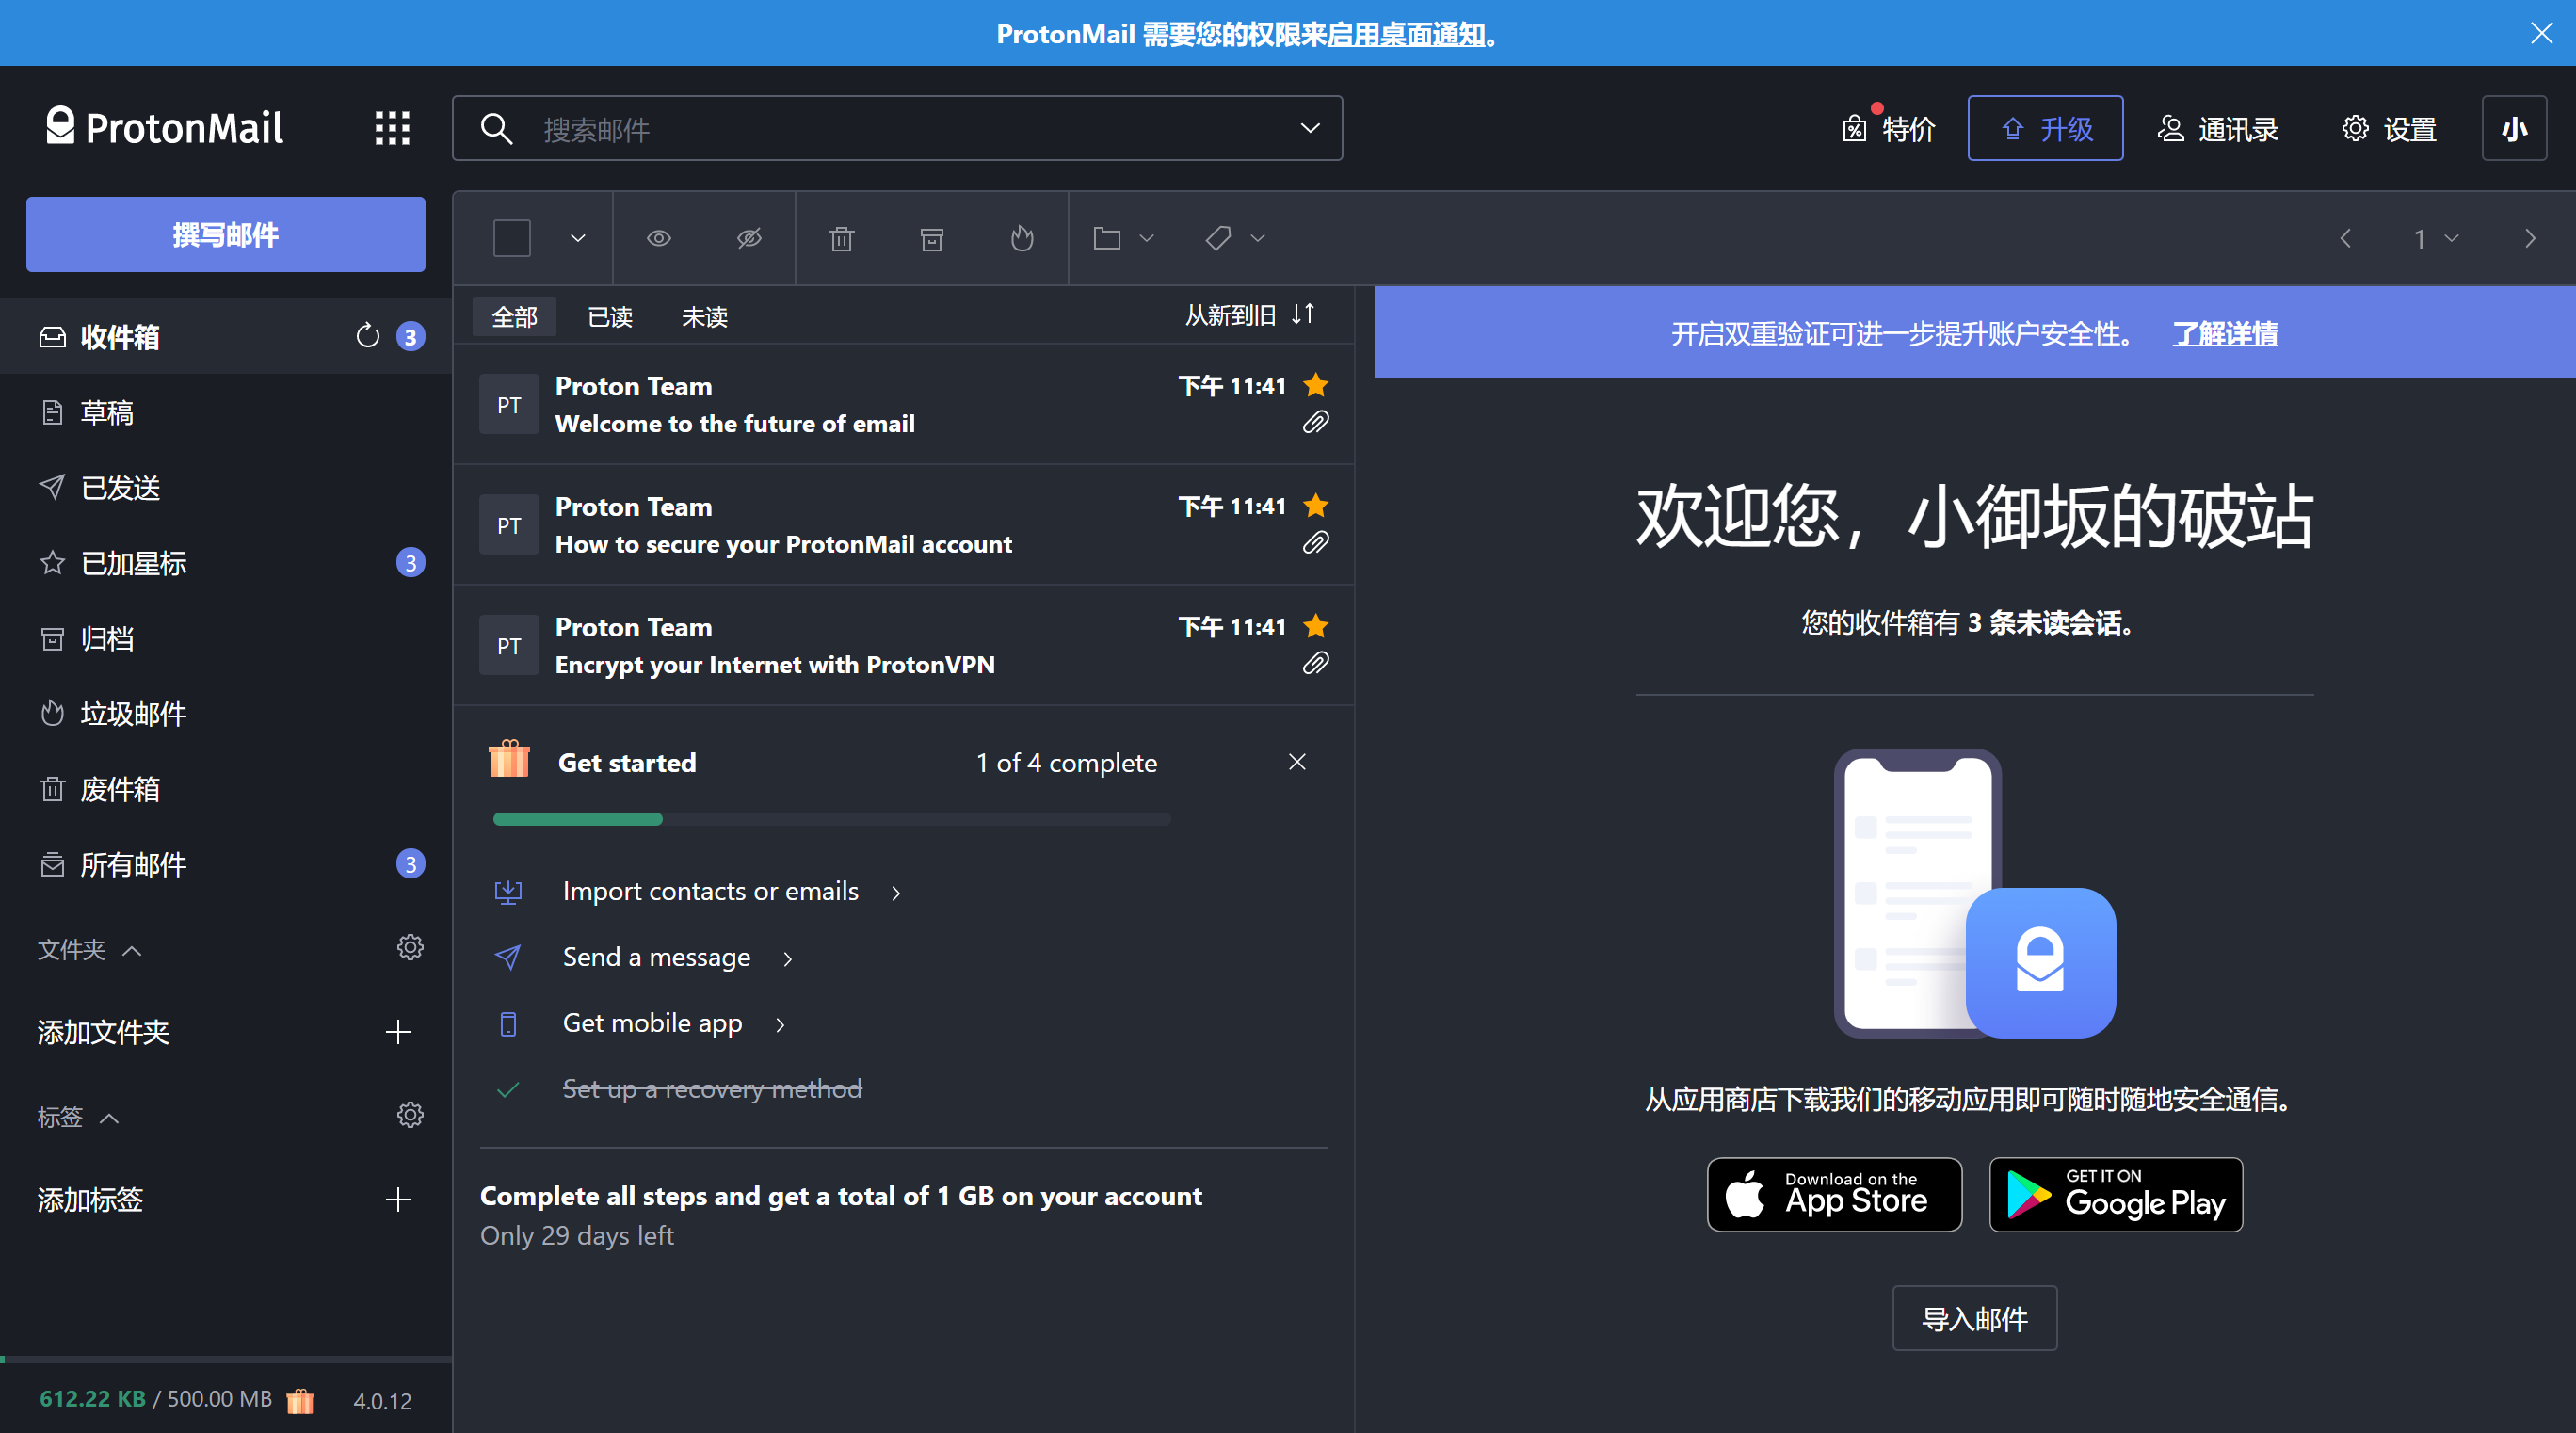 ProtonMail 需要您的权限来启用桌面通知。
ProtonMail
搜索邮件
特价
升级
通讯录
设置
小
撰写邮件
1
收件箱
3
草稿
已发送
已加星标
3
归档
垃圾邮件
废件箱
所有邮件
3
文件夹
添加文件夹
标签
添加标签
612.22 KB / 500.00 MB
4.0.12
全部
已读
未读
从新到旧
PT
Proton Team
下午 11:41
Welcome to the future of email
PT
Proton Team
下午 11:41
How to secure your ProtonMail account
PT
Proton Team
下午 11:41
Encrypt your Internet with ProtonVPN
Get started
1 of 4 complete
Import contacts or emails
Send a message
Get mobile app
Set up a recovery method
Complete all steps and get a total of 1 GB on your account
Only 29 days left
开启双重验证可进一步提升账户安全性。 了解详情
欢迎您，小御坂的破站
您的收件箱有 3 条未读会话。
从应用商店下载我们的移动应用即可随时随地安全通信。
Download on the
App Store
GET IT ON
Google Play
导入邮件